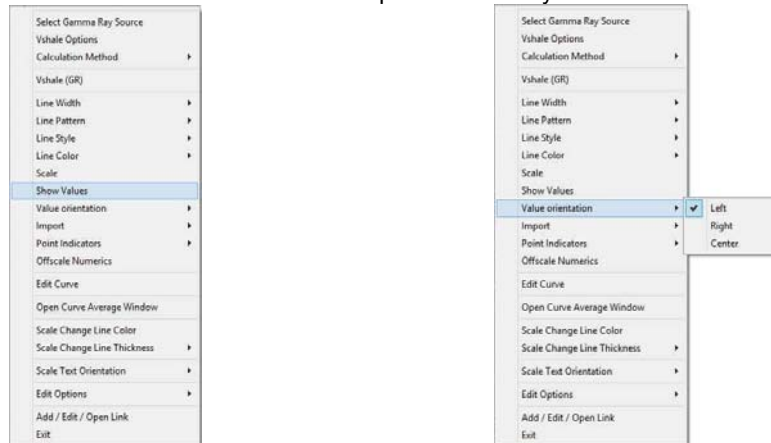 Select Gamma Ray Source
Vshale Options
Calculation Method
Vshale (GR)
Line Width
Line Pattern
Line Style
Line Color
Scale
Show Values
Value orientation
Import
Point Indicators
Offscale Numerics
Edit Curve
Open Curve Average Window
Scale Change Line Color
Scale Change Line Thickness
Scale Text Orientation
Edit Options
Add / Edit / Open Link
Exit
Select Gamma Ray Source
Vshale Options
Calculation Method
Vshale (GR)
Line Width
Line Pattern
Line Style
Line Color
Scale
Show Values
Value orientation
Left
Import
Right
Point Indicators
Center
Offscale Numerics
Edit Curve
Open Curve Average Window
Scale Change Line Color
Scale Change Line Thickness
Scale Text Orientation
Edit Options
Add / Edit / Open Link
Exit